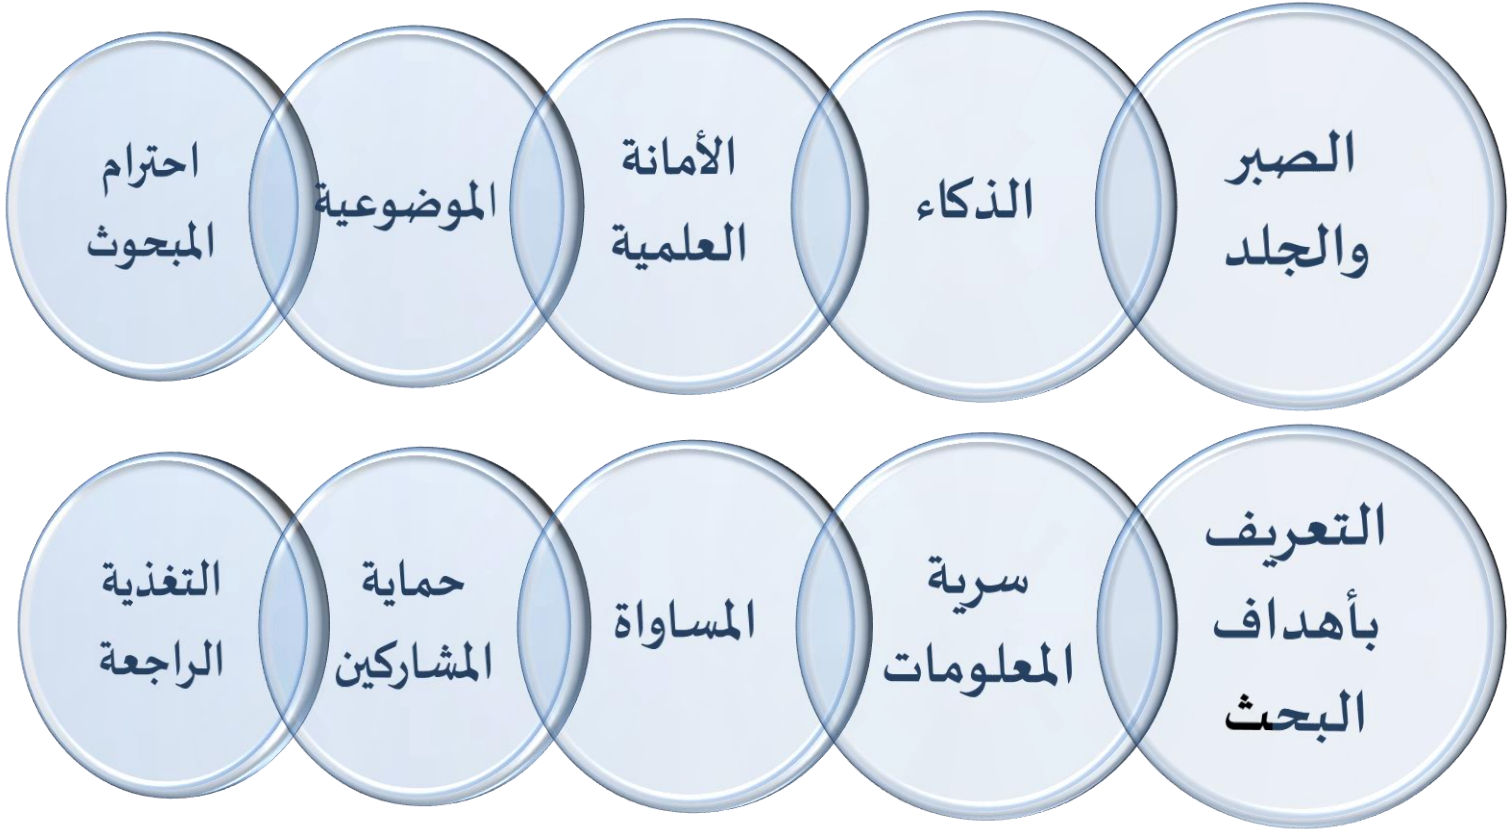 الصبر
والجلد
الذكاء
الأمانة
العلمية
الموضوعية
احترام
المبحوث
التعريف
بأهداف
البحث
سرية
المعلومات
المساواة
حماية
المشاركين
التغذية
الراجعة